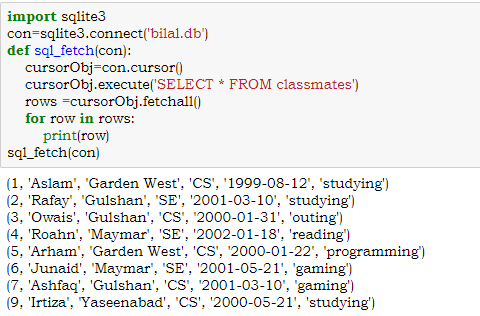 import sqlite3
con=sqlite3.connect('bilal.db')
def sql_fetch(con):
    cursorObj=con.cursor()
    cursorObj.execute('SELECT * FROM classmates')
    rows =cursorObj.fetchall()
    for row in rows:
        print(row)
sql_fetch(con)
(1, 'Aslam', 'Garden West', 'CS', '1999-08-12', 'studying')
(2, 'Rafay', 'Gulshan', 'SE', '2001-03-10', 'studying')
(3, 'Owais', 'Gulshan', 'CS', '2000-01-31', 'outing')
(4, 'Roahn', 'Maymar', 'SE', '2002-01-18', 'reading')
(5, 'Arham', 'Garden West', 'CS', '2000-01-22', 'programming')
(6, 'Junaid', 'Maymar', 'SE', '2001-05-21', 'gaming')
(7, 'Ashfaq', 'Gulshan', 'CS', '2001-03-10', 'gaming')
(9, 'Irtiza', 'Yaseenabad', 'CS', '2000-05-21', 'studying')